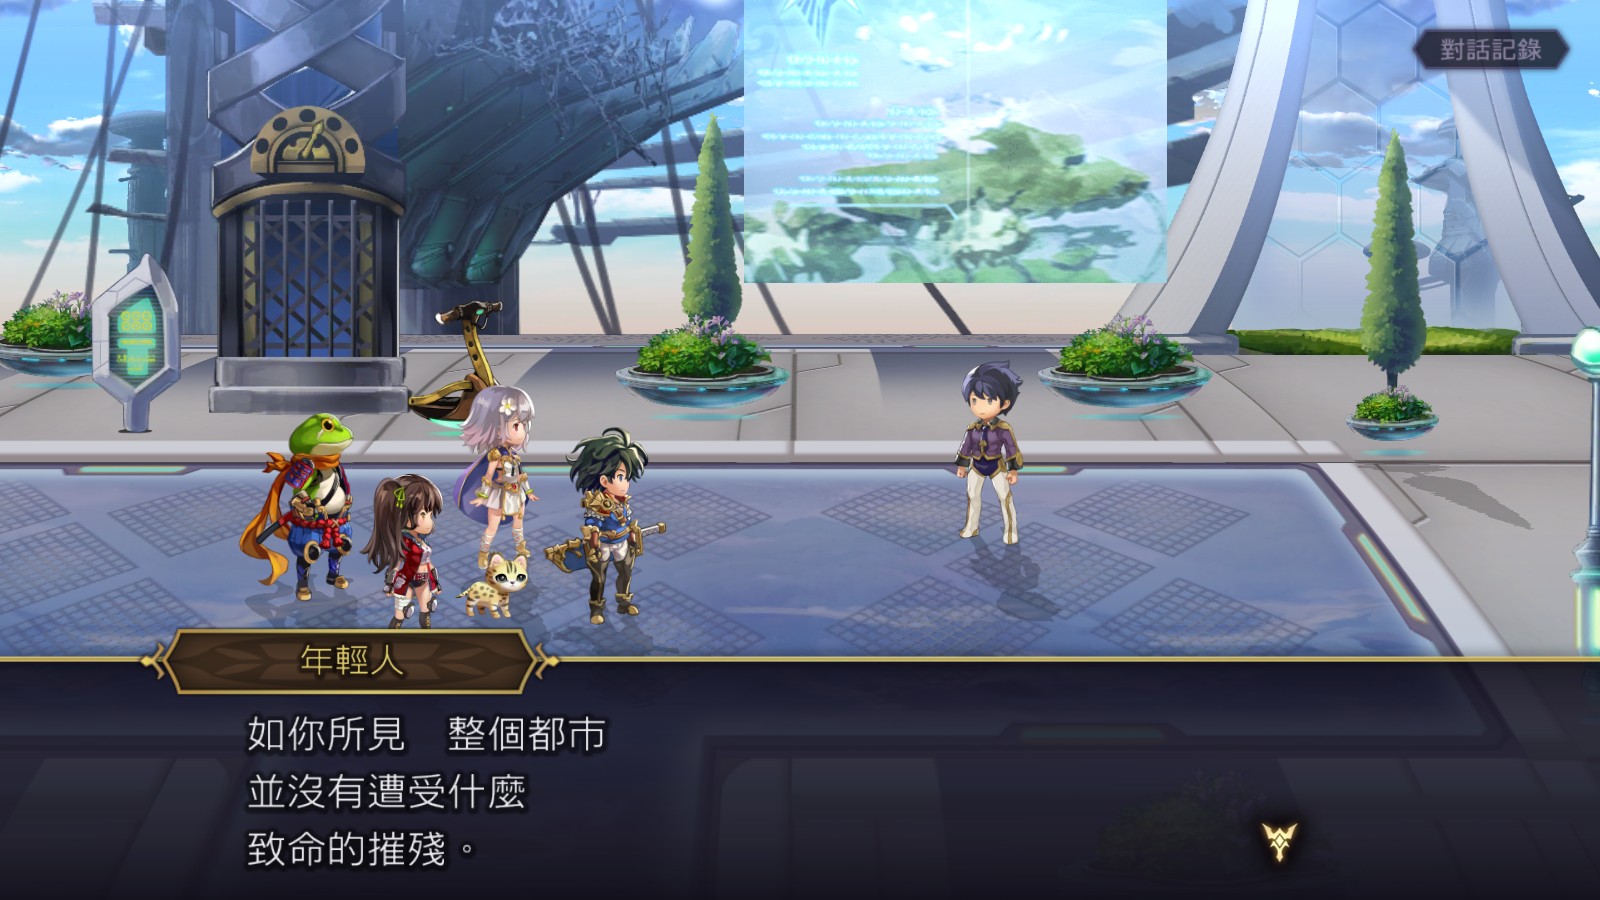 對話記錄
年輕人
如你所見　整個都市
並沒有遭受什麼
致命的摧殘。